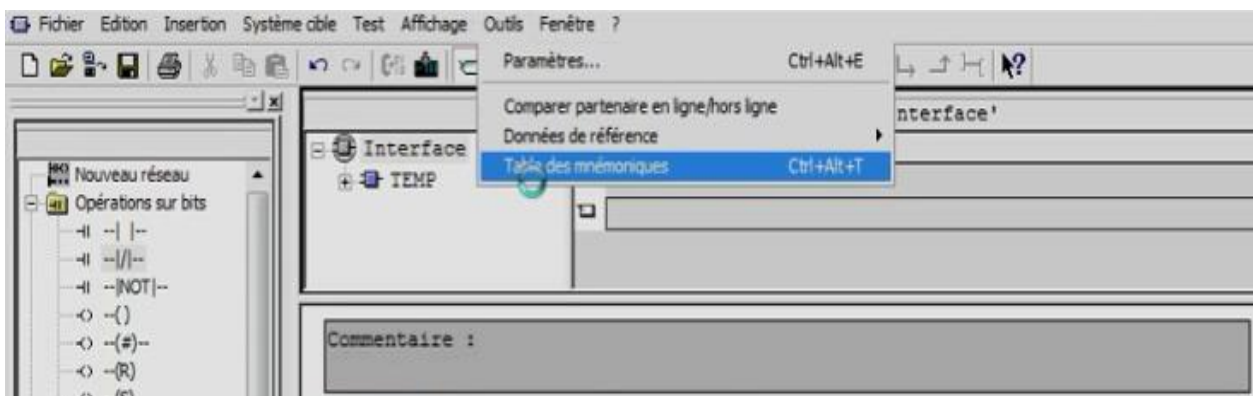 Fichier Edition Insertion Système cible Test Affichage Outils Fenêtre ?
Paramètres... Ctrl+Alt+E
Comparer partenaire en ligne/hors ligne
Données de référence
Table des mnémoniques Ctrl+Alt+T
nterface'
Interface
TEMP
Nouveau réseau
Opérations sur bits
--| |--
--|/|--
--|NOT|--
--()
--(#)--
--(R)
--(S)
Commentaire :